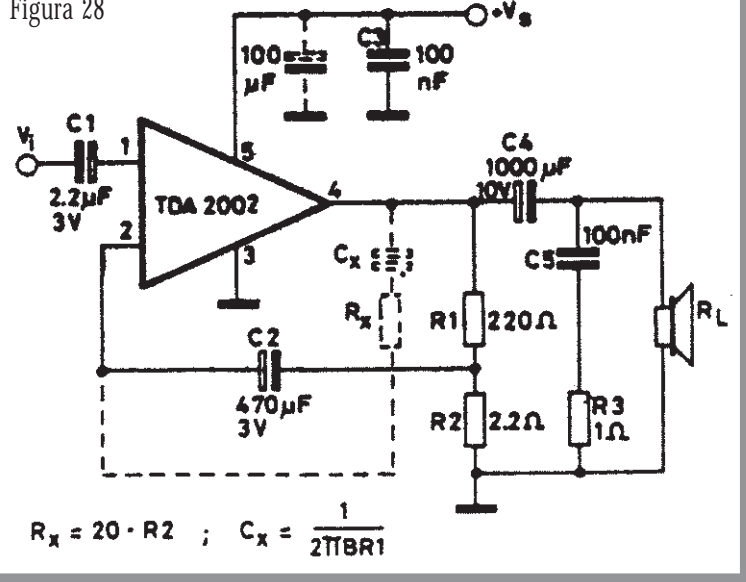 Figura 28
+Vs
C3
100 µF
100 nF
Vi
C1
1
2.2µF
3V
2
5
TDA 2002
4
3
C4
1000 µF
10V
100nF
C5
Cx
Rx
R1
220Ω
RL
C2
470µF
3V
R2
2.2Ω
R3
1Ω
Rx = 20 · R2 ; Cx = 1 / 2πBR1